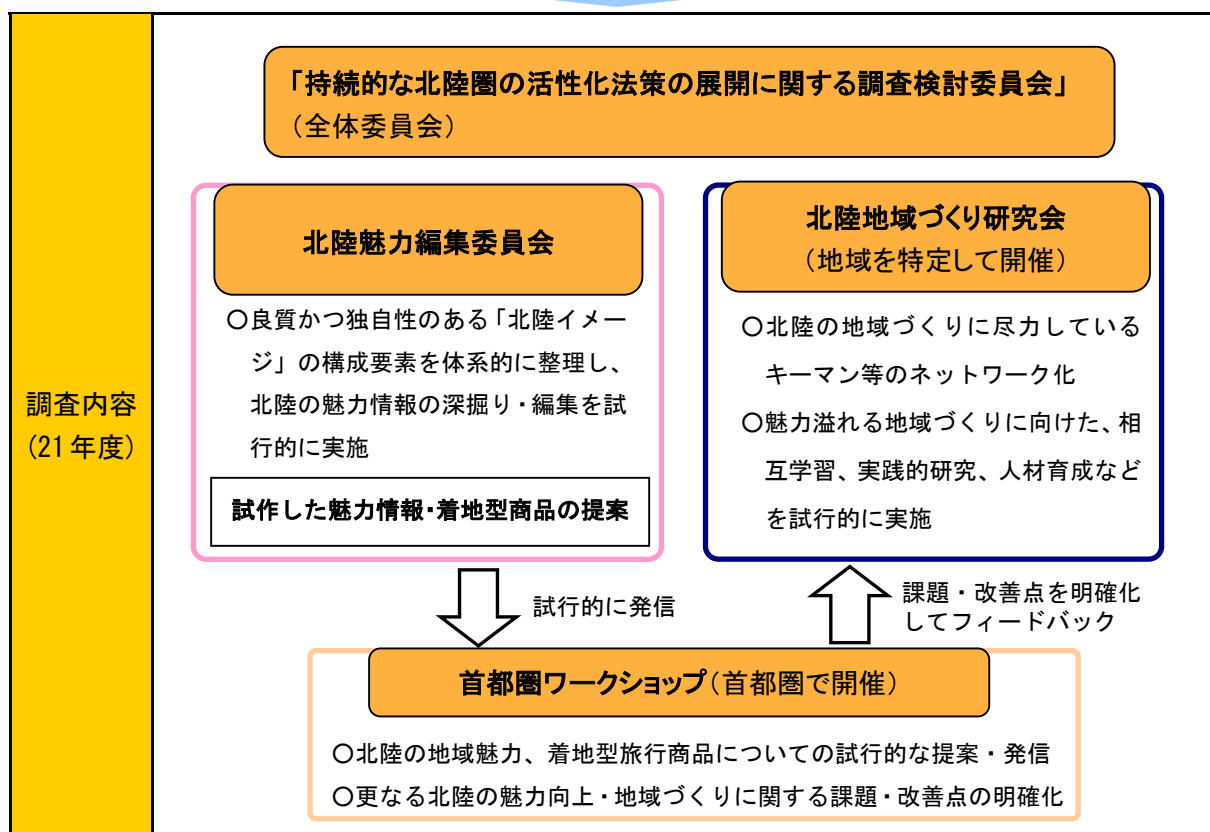 調査内容
(21年度)
「持続的な北陸圏の活性化法策の展開に関する調査検討委員会」
（全体委員会）
北陸魅力編集委員会
○良質かつ独自性のある「北陸イメー
ジ」の構成要素を体系的に整理し、
北陸の魅力情報の深掘り・編集を試
行的に実施
試作した魅力情報・着地型商品の提案
北陸地域づくり研究会
（地域を特定して開催）
○北陸の地域づくりに尽力している
キーマン等のネットワーク化
○魅力溢れる地域づくりに向けた、相
互学習、実践的研究、人材育成など
を試行的に実施
試行的に発信
課題・改善点を明確化
してフィードバック
首都圏ワークショップ（首都圏で開催）
○北陸の地域魅力、着地型旅行商品についての試行的な提案・発信
○更なる北陸の魅力向上・地域づくりに関する課題・改善点の明確化